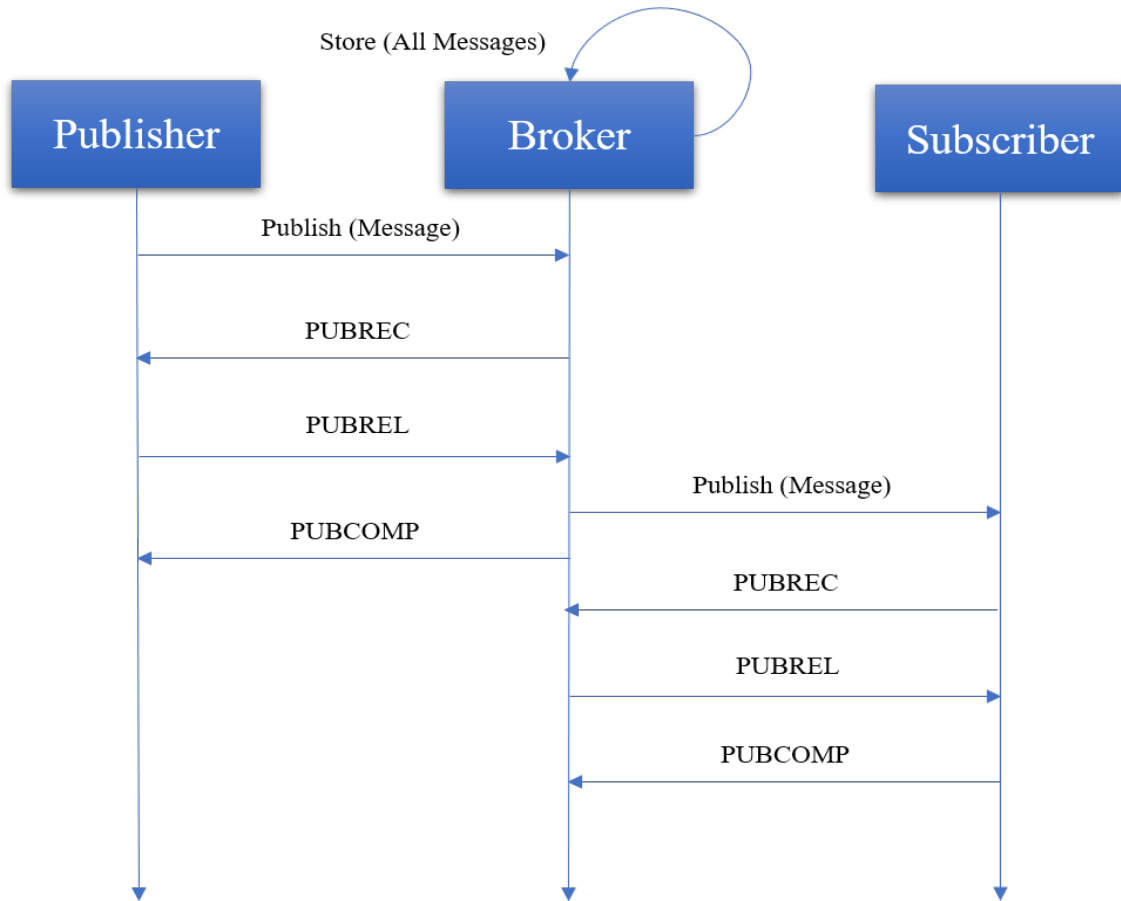 Store (All Messages)
Publisher
Broker
Subscriber
Publish (Message)
PUBREC
PUBREL
Publish (Message)
PUBCOMP
PUBREC
PUBREL
PUBCOMP